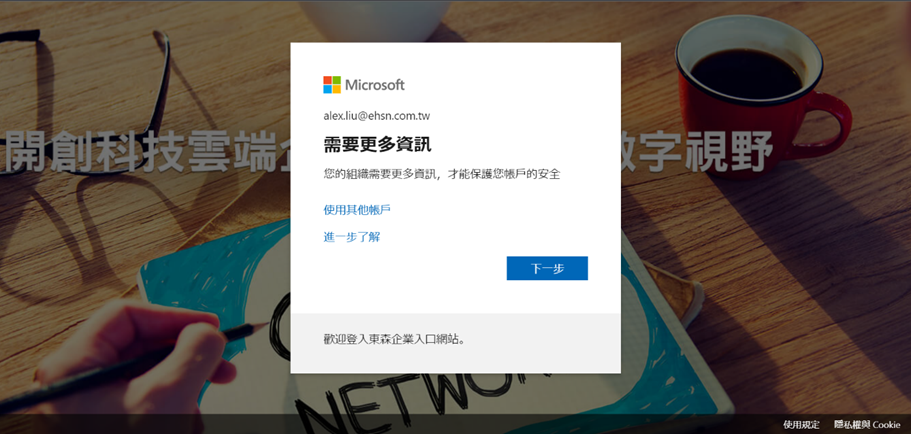 Microsoft
alex.liu@ehsn.com.tw
需要更多資訊
開創科技雲端
數字視野
您的組織需要更多資訊，才能保護您帳戶的安全
使用其他帳戶
進一步了解
下一步
歡迎登入東森企業入口網站。
NETWOR
使用規定 隱私權與 Cookie